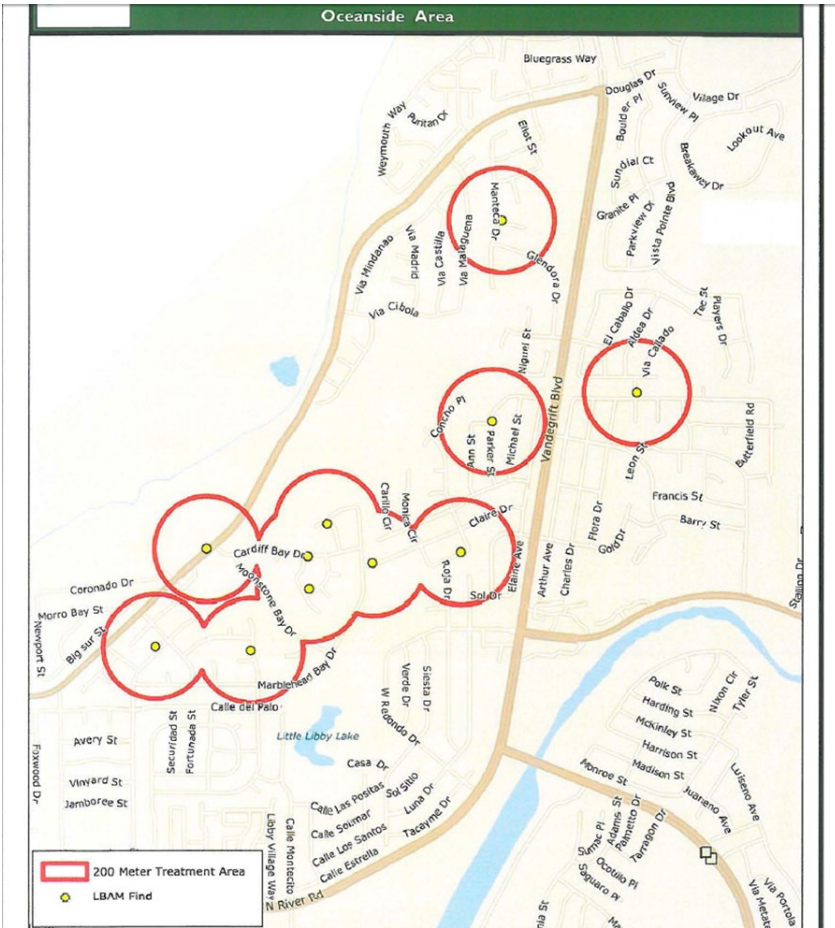 Oceanside Area
Bluegrass Way
Douglas Dr
Village Dr
Sunview Pl
Boulder Pl
Weymouth Way
Puritan Dr
Eliot St
Lookout Ave
Breakaway Dr
Sundial Ct
Granite Pl
Parkview Dr
Vista Pointe Blvd
Manteca Dr
Via Mindanao
Via Madrid
Via Castilla
Via Malaguena
Glendora Dr
Via Cibola
El Caballo Dr
Aldea Dr
Via Callado
Tee St
Players Dr
Niguel St
Vandegrift Blvd
Concho Pl
Ann St
Parker St
Michael St
Leon St
Butterfield Rd
Francis St
Barry St
Flora Dr
Gold Dr
Carillo Cir
Monica Cir
Claire Dr
Cardiff Bay Dr
Moonstone Bay Dr
Roja Dr
Sol Dr
Elaine Ave
Arthur Ave
Charles Dr
Stallion Dr
Coronado Dr
Morro Bay St
Newport St
Big sur St
Marblehead Bay Dr
Calle del Palo
Verde Dr
Siesta Dr
W Redondo Dr
Polk St
Nixon Cir
Tyler St
Harding St
McKinley St
Harrison St
Madison St
Monroe St
Juaneno Ave
Luiseno Ave
Securidad St
Fortunada St
Avery St
Little Libby Lake
Foxwood Dr
Vinyard St
Jamboree St
Casa Dr
Calle Las Positas
Sol Sitio
Luna Dr
Calle Solimar
Tacayme Dr
Calle Los Santos
Calle Estrella
Libby Village Way
Calle Montecito
N River Rd
Sumac Pl
Adams St
Palmetto Dr
Tarragon Dr
Ocotillo Pl
Saguaro Pl
Via Portola
Via Metate
nia St
Ma
200 Meter Treatment Area
LBAM Find